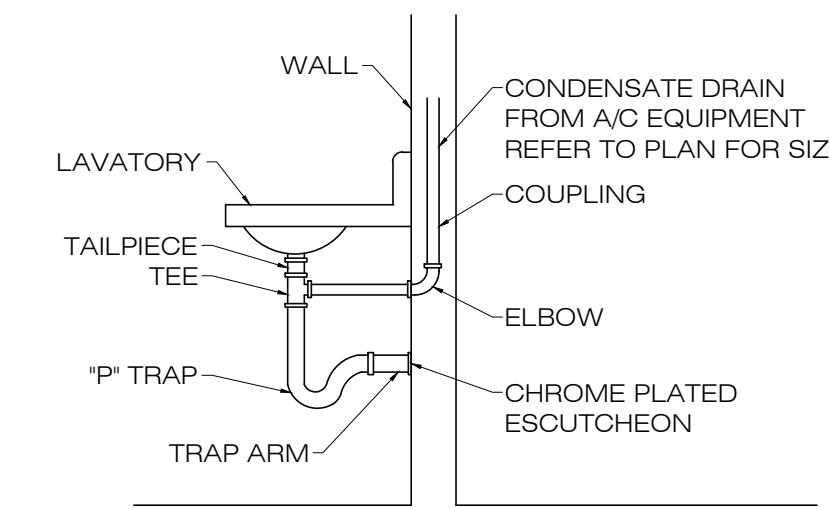 WALL
CONDENSATE DRAIN
FROM A/C EQUIPMENT
REFER TO PLAN FOR SIZ
LAVATORY
COUPLING
TAILPIECE
TEE
ELBOW
"P" TRAP
CHROME PLATED
ESCUTCHEON
TRAP ARM